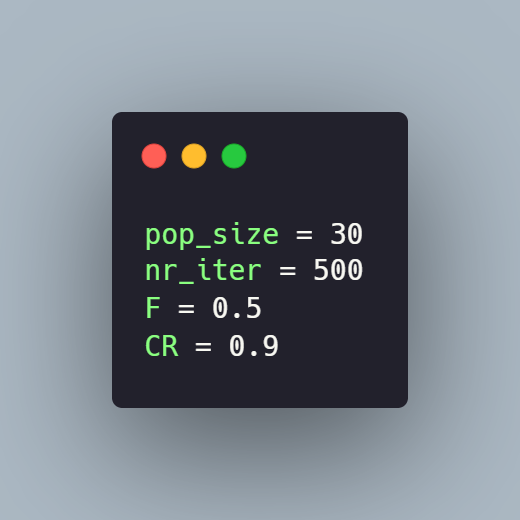 pop_size = 30
nr_iter = 500
F = 0.5
CR = 0.9